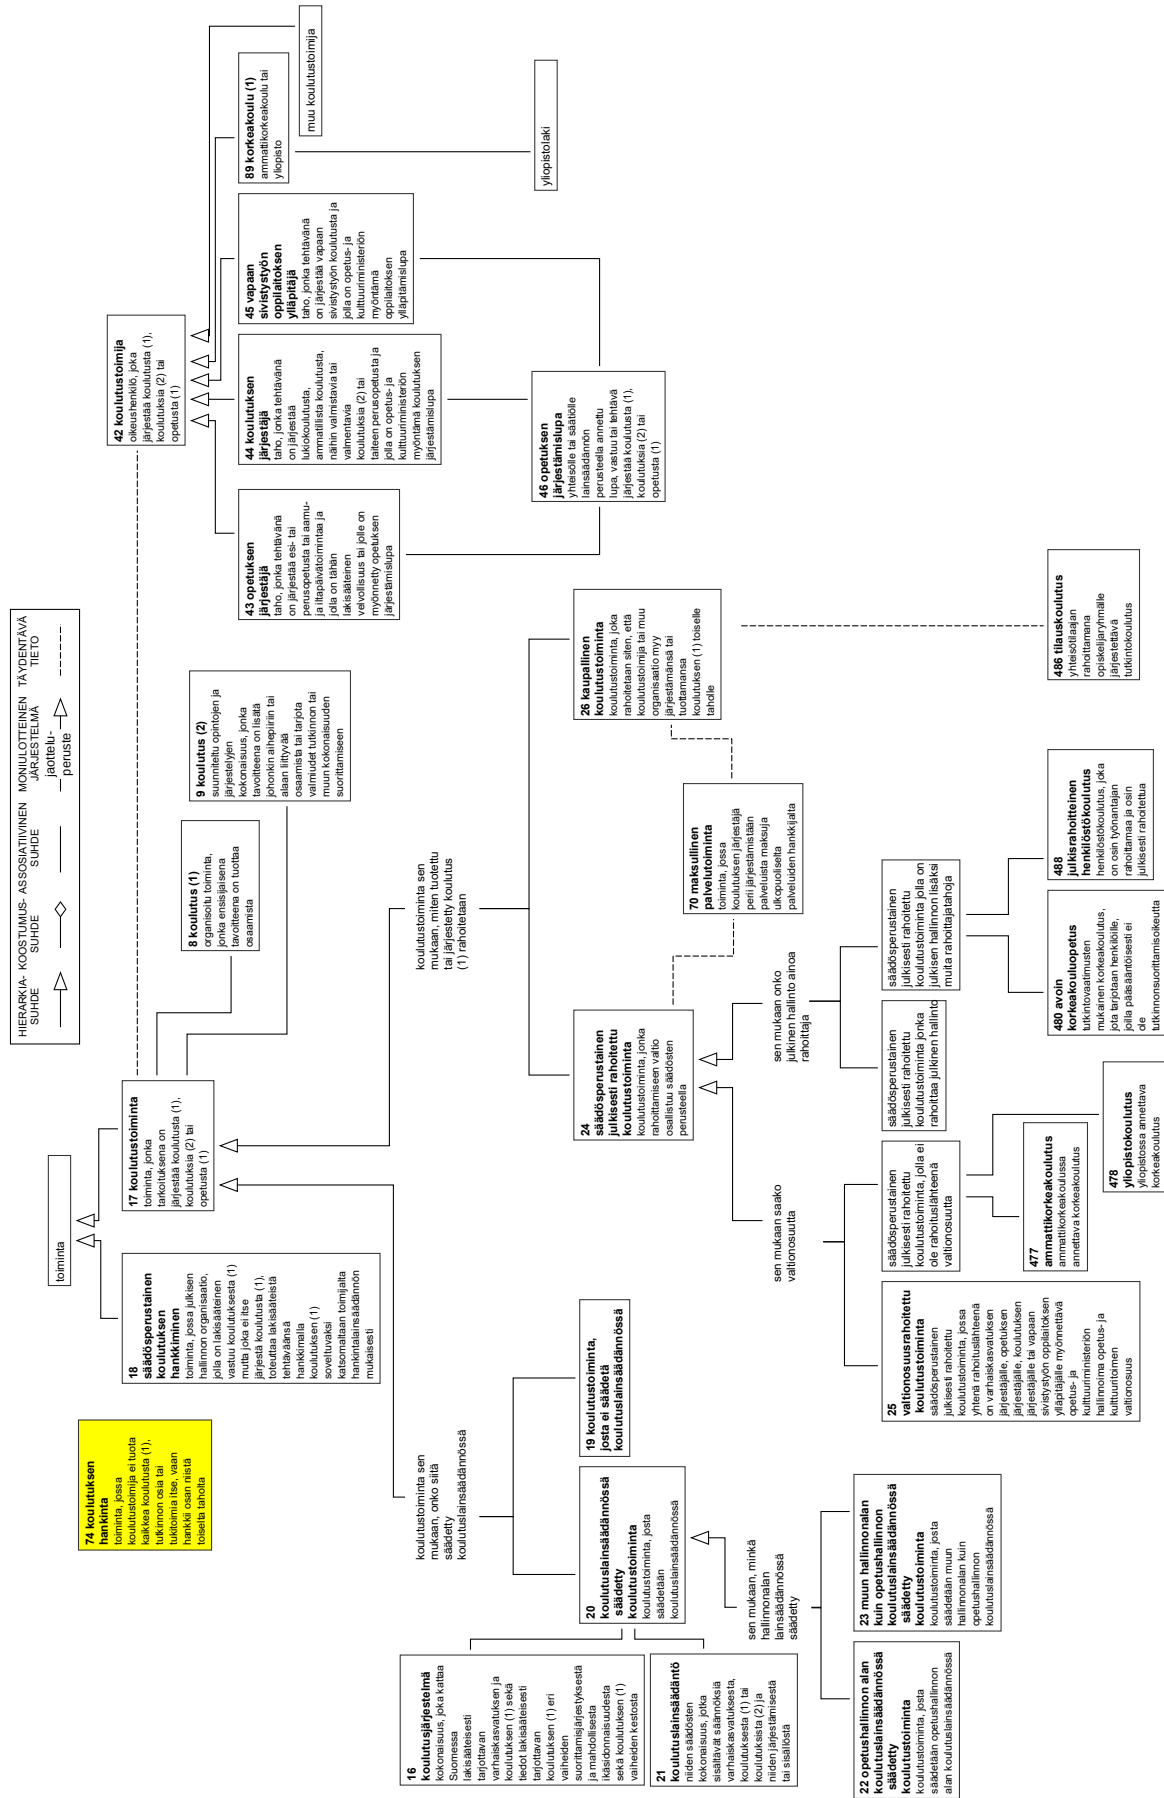 HIERARKIA-
SUHDE
KOOSTUMUS-
SUHDE
ASSOSIATIIVINEN
SUHDE
MONIULOTTEINEN
JÄRJESTELMÄ
jaottelu-
peruste
TÄYDENTÄVÄ
TIETO
toiminta
74 koulutuksen
hankinta
toiminta, jossa
koulutustoimija ei tuota
kaikkea koulutusta (1),
tutkinnon osia tai
tukitoimia itse, vaan
hankkii osan niistä
toiselta taholta
18
säädösperustainen
koulutuksen
hankkiminen
toiminta, jossa julkisen
hallinnon organisaatio,
jolla on lakisääteinen
vastuu koulutuksesta (1)
mutta joka ei itse
järjestä koulutusta (1),
toteuttaa lakisääteistä
tehtäväänsä
hankkimalla
koulutuksen (1)
soveltuvaksi
katsomaltaan toimijalta
hankintalainsäädännön
mukaisesti
17 koulutustoiminta
toiminta, jonka
tarkoituksena on
järjestää koulutusta (1),
koulutuksia (2) tai
opetusta (1)
8 koulutus (1)
organisoitu toiminta,
jonka ensisijaisena
tavoitteena on tuottaa
osaamista
9 koulutus (2)
suunniteltu opintojen ja
järjestelyjen
kokonaisuus, jonka
tavoitteena on lisätä
johonkin aihepiiriin tai
alaan liittyvää
osaamista tai tarjota
valmiudet tutkinnon tai
muun kokonaisuuden
suorittamiseen
42 koulutustoimija
oikeushenkilö, joka
järjestää koulutusta (1),
koulutuksia (2) tai
opetusta (1)
43 opetuksen
järjestäjä
taho, jonka tehtävänä
on järjestää esi- tai
perusopetusta tai aamu-
ja iltapäivätoimintaa ja
jolla on tähän
lakisääteinen
velvollisuus tai jolle on
myönnetty opetuksen
järjestämislupa
44 koulutuksen
järjestäjä
taho, jonka tehtävänä
on järjestää
lukiokoulutusta,
ammatillista koulutusta,
näihin valmistavia tai
valmentavia
koulutuksia (2) tai
taiteen perusopetusta ja
jolla on opetus- ja
kulttuuriministeriön
myöntämä koulutuksen
järjestämislupa
45 vapaan
sivistystyön
oppilaitoksen
ylläpitäjä
taho, jonka tehtävänä
on järjestää vapaan
sivistystyön koulutusta ja
jolla on opetus- ja
kulttuuriministeriön
myöntämä
oppilaitoksen
ylläpitämislupa
89 korkeakoulu (1)
ammattikorkeakoulu tai
yliopisto
muu koulutustoimija
46 opetuksen
järjestämislupa
yhteisölle tai säätiölle
lainsäädännön
perusteella annettu
lupa, vastuu tai tehtävä
järjestää koulutusta (1),
koulutuksia (2) tai
opetusta (1)
yliopistolaki
koulutustoiminta sen
mukaan, onko siitä
säädetty
koulutuslainsäädännössä
koulutustoiminta sen
mukaan, miten tuotettu
tai järjestetty koulutus
(1) rahoitetaan
16
koulutusjärjestelmä
kokonaisuus, joka kattaa
Suomessa
lakisääteisesti
tarjottavan
varhaiskasvatuksen ja
koulutuksen (1) sekä
tiedot lakisääteisesti
tarjottavan
koulutuksen (1) eri
vaiheiden
suorittamisjärjestyksestä
ja mahdollisesta
ikäsidonnaisuudesta
sekä koulutuksen (1)
vaiheiden kestosta
20
koulutuslainsäädännössä
säädetty
koulutustoiminta
koulutustoiminta, josta
säädetään
koulutuslainsäädännössä
19 koulutustoiminta,
josta ei säädetä
koulutuslainsäädännössä
21
koulutuslainsäädäntö
niiden säädösten
kokonaisuus, jotka
sisältävät säännöksiä
varhaiskasvatuksesta,
koulutuksesta (1) tai
koulutuksista (2) ja
niiden järjestämisestä
tai sisällöstä
sen mukaan, minkä
hallinnonalan
lainsäädännössä
säädetty
22 opetushallinnon alan
koulutuslainsäädännössä
säädetty
koulutustoiminta
koulutustoiminta, josta
säädetään opetushallinnon
alan koulutuslainsäädännössä
23 muun hallinnonalan
kuin opetushallinnon
koulutuslainsäädännössä
säädetty
koulutustoiminta
koulutustoiminta, josta
säädetään muun
hallinnonalan kuin
opetushallinnon
koulutuslainsäädännössä
24
säädösperustainen
julkisesti rahoitettu
koulutustoiminta
koulutustoiminta, jonka
rahoittamiseen valtio
osallistuu säädösten
perusteella
26 kaupallinen
koulutustoiminta
koulutustoiminta, joka
rahoitetaan siten, että
koulutustoimija tai muu
organisaatio myy
järjestämänsä tai
tuottamansa
koulutuksen (1) toiselle
taholle
70 maksullinen
palvelutoiminta
toiminta, jossa
koulutuksen järjestäjä
perii järjestämistään
palveluista maksuja
ulkopuoliselta
palveluiden hankkijalta
sen mukaan saako
valtionosuutta
sen mukaan onko
julkinen hallinto ainoa
rahoittaja
25
valtionosuusrahoitettu
koulutustoiminta
säädösperustainen
julkisesti rahoitettu
koulutustoiminta, jossa
yhtenä rahoituslähteenä
on varhaiskasvatuksen
järjestäjälle, opetuksen
järjestäjälle, koulutuksen
järjestäjälle tai vapaan
sivistystyön oppilaitoksen
ylläpitäjälle myönnettävä
opetus- ja
kulttuuriministeriön
hallinnoima opetus- ja
kulttuuritoimen
valtionosuus
säädösperustainen
julkisesti rahoitettu
koulutustoiminta, jolla ei
ole rahoituslähteenä
valtionosuutta
säädösperustainen
julkisesti rahoitettu
koulutustoiminta jonka
rahoittaa julkinen hallinto
säädösperustainen
julkisesti rahoitettu
koulutustoiminta jolla on
julkisen hallinnon lisäksi
muita rahoittajatahoja
477
ammattikorkeakoulutus
ammattikorkeakoulussa
annettava korkeakoulutus
478
yliopistokoulutus
yliopistossa annettava
korkeakoulutus
480 avoin
korkeakouluopetus
tutkintovaatimusten
mukainen korkeakoulutus,
jota tarjotaan henkilöille,
joilla pääsääntöisesti ei
ole
tutkinnonsuorittamisoikeutta
488
julkisrahoitteinen
henkilöstökoulutus
henkilöstökoulutus, joka
on osin työnantajan
rahoittamaa ja osin
julkisesti rahoitettua
486 tilauskoulutus
yhteisötilaajan
rahoittamana
opiskelijaryhmälle
järjestettävä
tutkintokoulutus